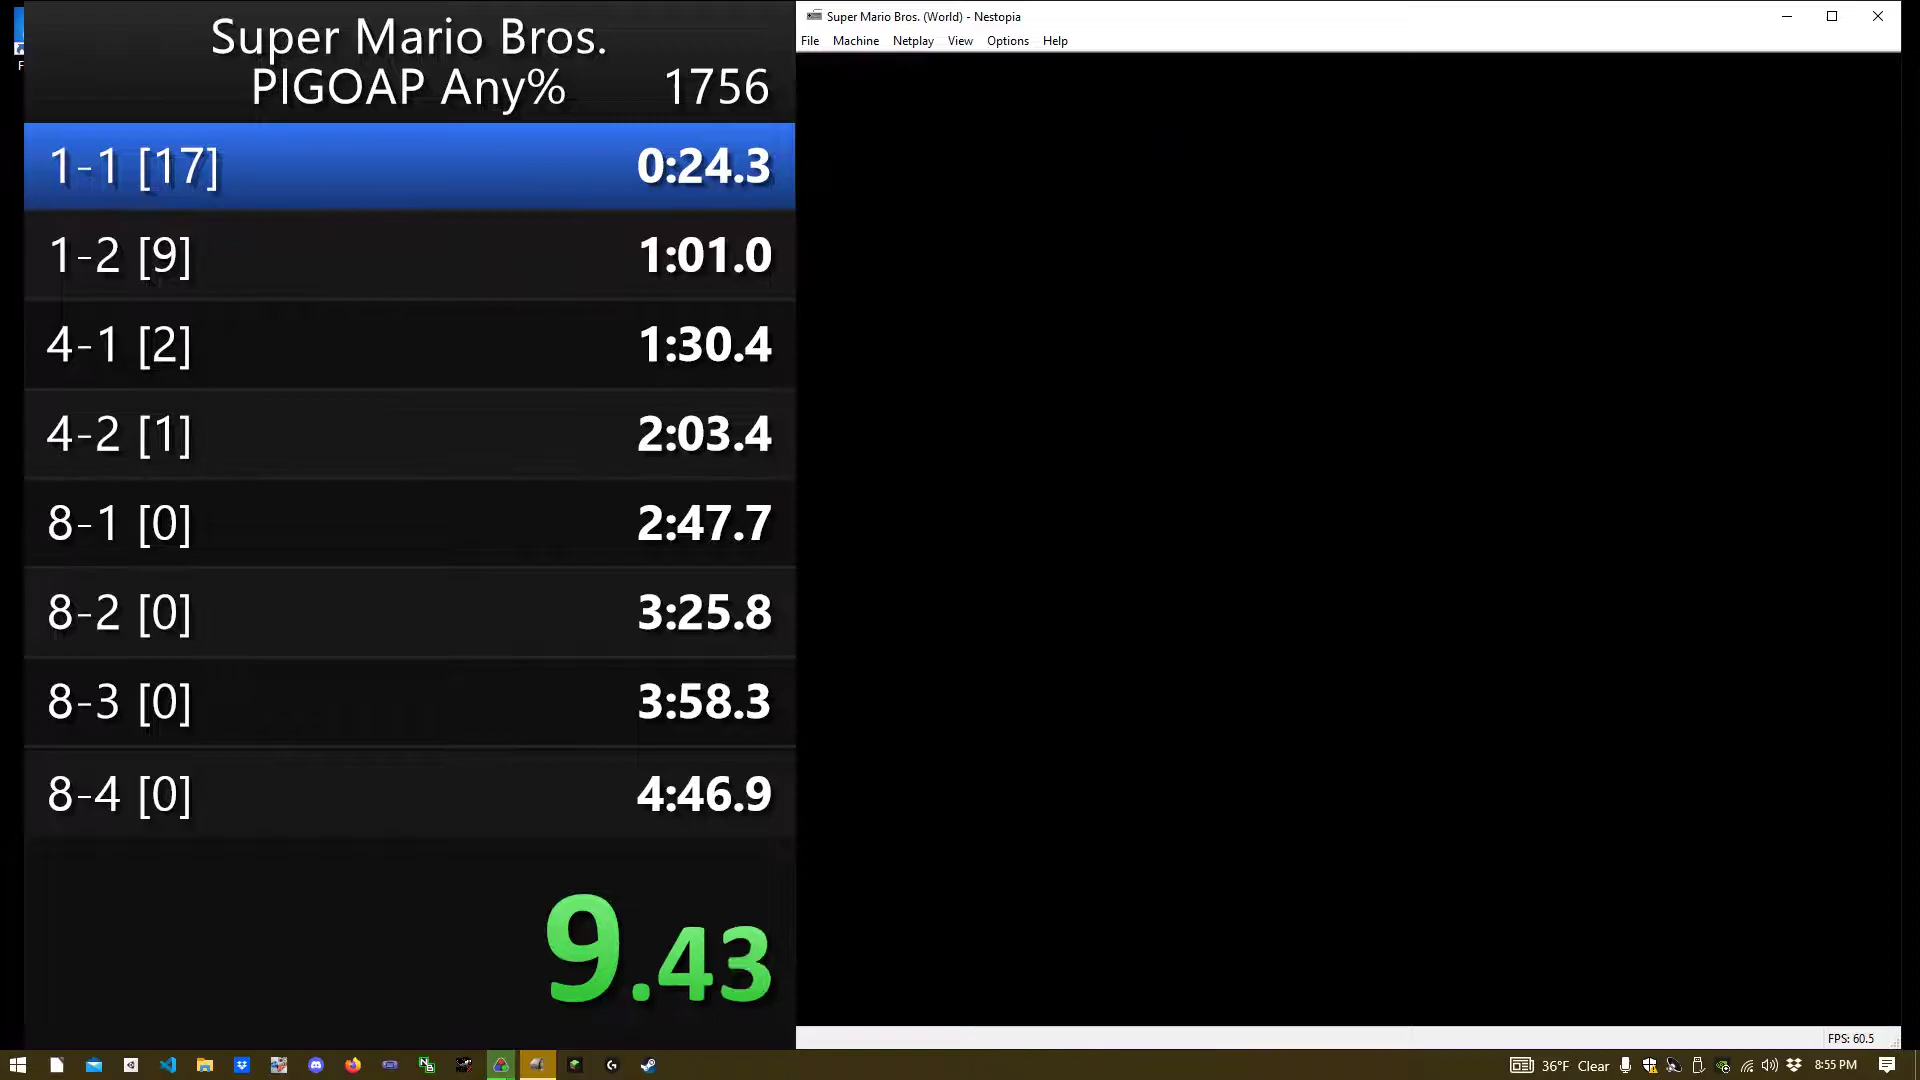 Super Mario Bros.
PIGOAP Any% 1756
1-1 [17] 0:24.3
1-2 [9] 1:01.0
4-1 [2] 1:30.4
4-2 [1] 2:03.4
8-1 [0] 2:47.7
8-2 [0] 3:25.8
8-3 [0] 3:58.3
8-4 [0] 4:46.9
9.43
Super Mario Bros. (World) - Nestopia
File Machine Netplay View Options Help
FPS: 60.5
F
36°F Clear 8:55 PM